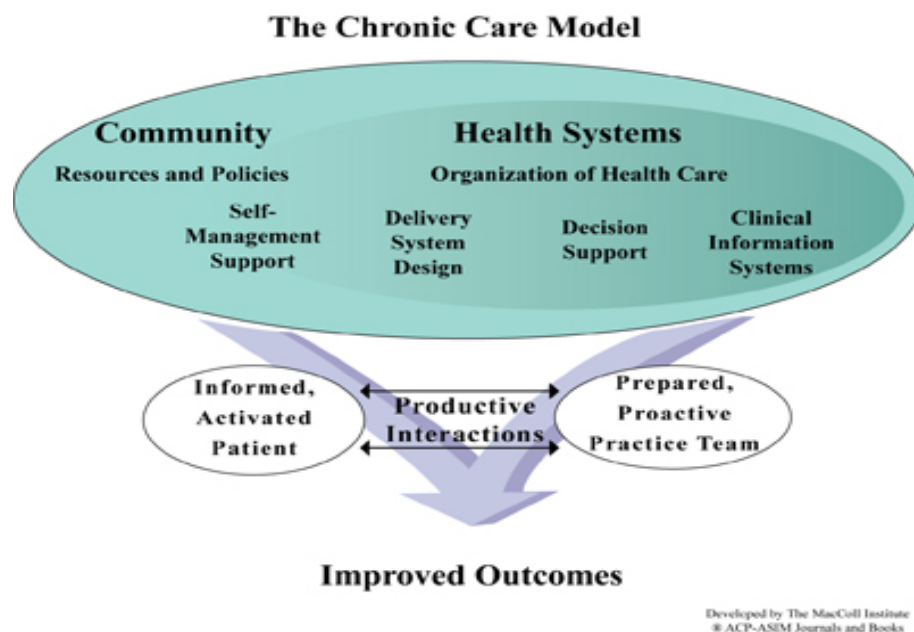 The Chronic Care Model
Community
Health Systems
Resources and Policies
Organization of Health Care
Self-
Management
Support
Delivery
System
Design
Decision
Support
Clinical
Information
Systems
Informed,
Activated
Patient
Productive
Interactions
Prepared,
Proactive
Practice Team
Improved Outcomes
Developed by The MacColl Institute
® ACP-ASIM Journals and Books